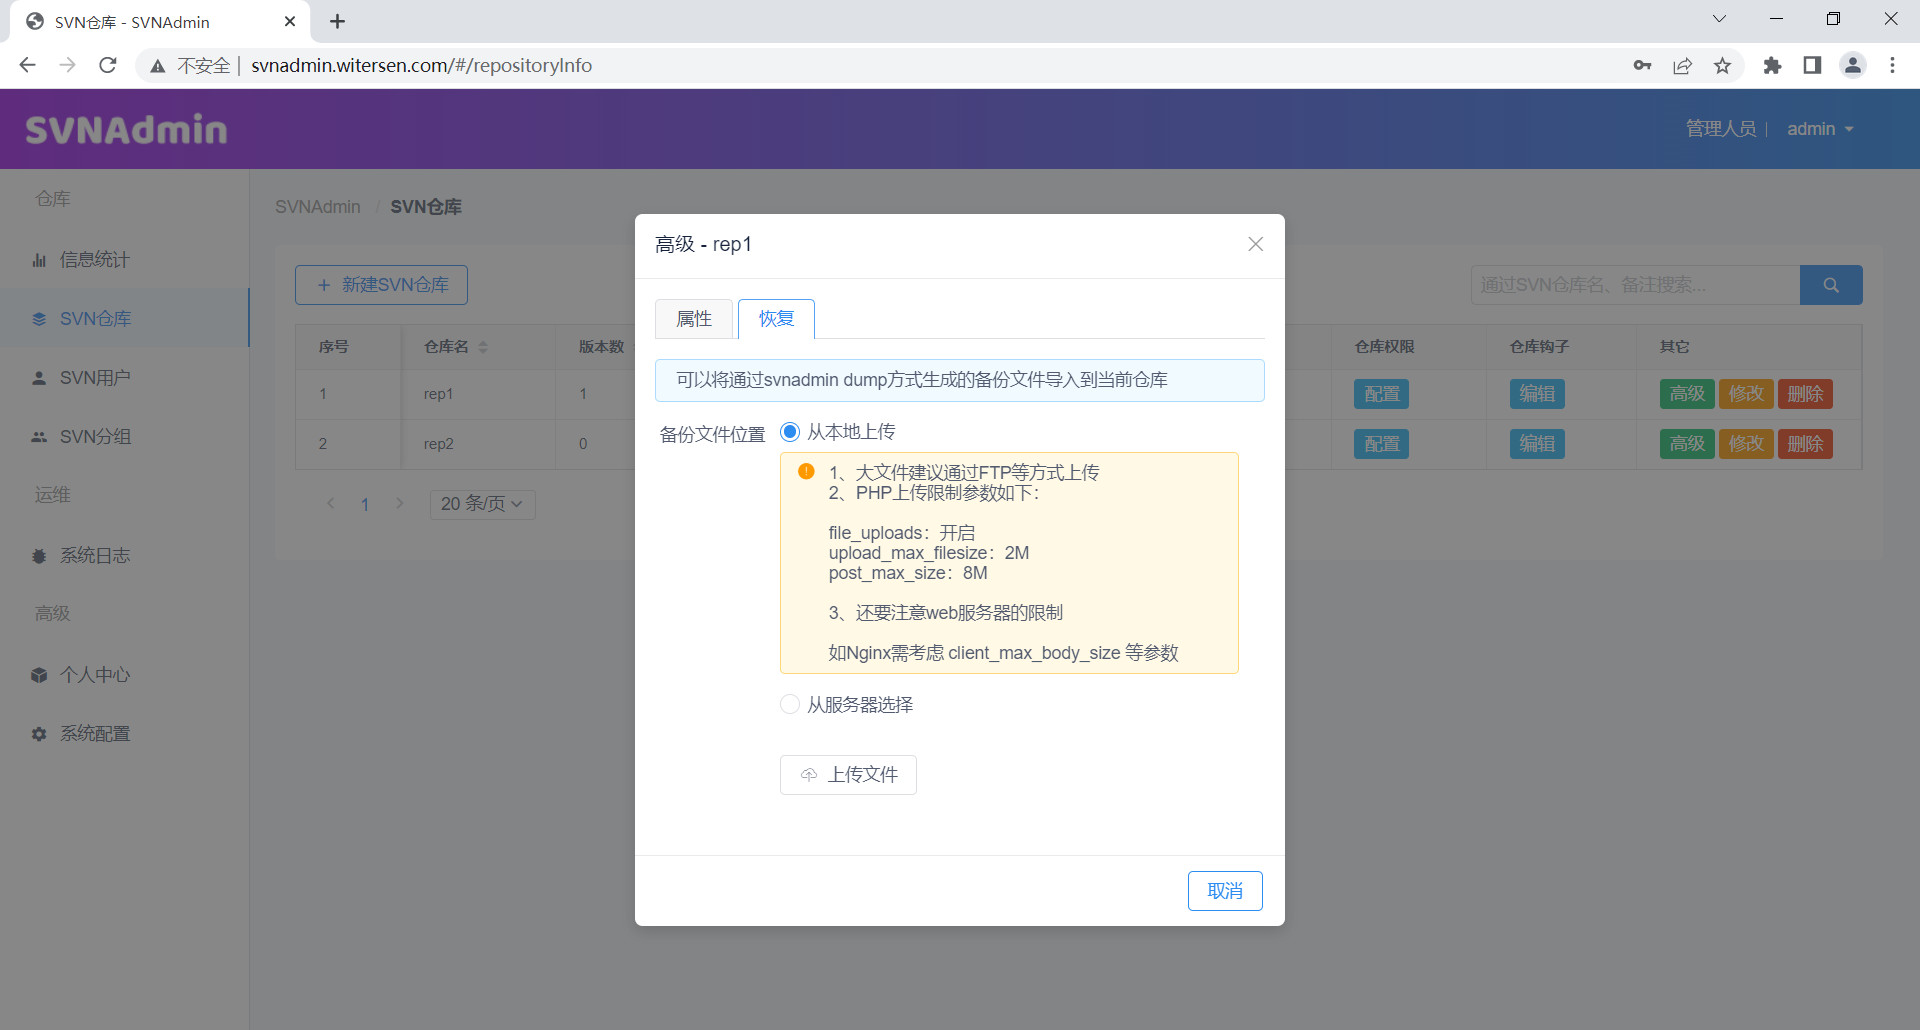 SVN仓库 - SVNAdmin
不安全 | svnadmin.witersen.com/#/repositoryInfo
SVNAdmin
管理人员 | admin
仓库
信息统计
SVN仓库
SVN用户
SVN分组
运维
系统日志
高级
个人中心
系统配置
SVNAdmin / SVN仓库
+ 新建SVN仓库
通过SVN仓库名、备注搜索...
序号 仓库名 版本数 仓库权限 仓库钩子 其它
1 rep1 1 配置 编辑 高级 修改 删除
2 rep2 0 配置 编辑 高级 修改 删除
1 20 条/页
高级 - rep1
属性 恢复
可以将通过svnadmin dump方式生成的备份文件导入到当前仓库
备份文件位置 从本地上传
1、大文件建议通过FTP等方式上传
2、PHP上传限制参数如下：
file_uploads：开启
upload_max_filesize：2M
post_max_size：8M
3、还要注意web服务器的限制
如Nginx需考虑 client_max_body_size 等参数
从服务器选择
上传文件
取消